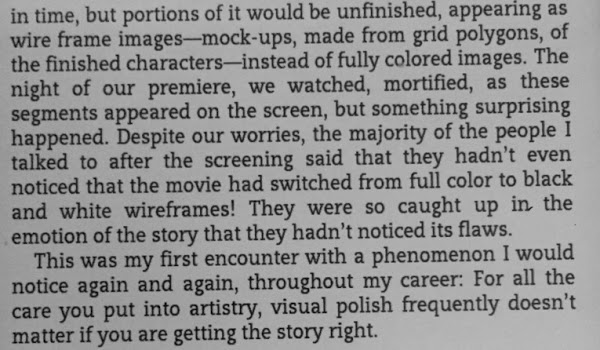 in time, but portions of it would be unfinished, appearing as
wire frame images—mock-ups, made from grid polygons, of
the finished characters—instead of fully colored images. The
night of our premiere, we watched, mortified, as these
segments appeared on the screen, but something surprising
happened. Despite our worries, the majority of the people I
talked to after the screening said that they hadn't even
noticed that the movie had switched from full color to black
and white wireframes! They were so caught up in the
emotion of the story that they hadn't noticed its flaws.
This was my first encounter with a phenomenon I would
notice again and again, throughout my career: For all the
care you put into artistry, visual polish frequently doesn't
matter if you are getting the story right.